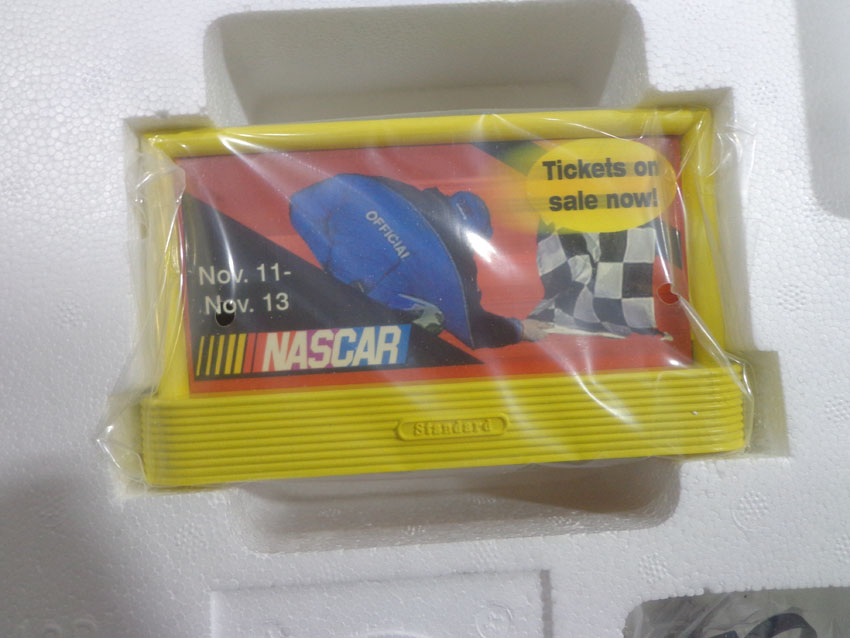 Tickets on
sale now!
OFFICIAL
Nov. 11-
Nov. 13
NASCAR
Standard